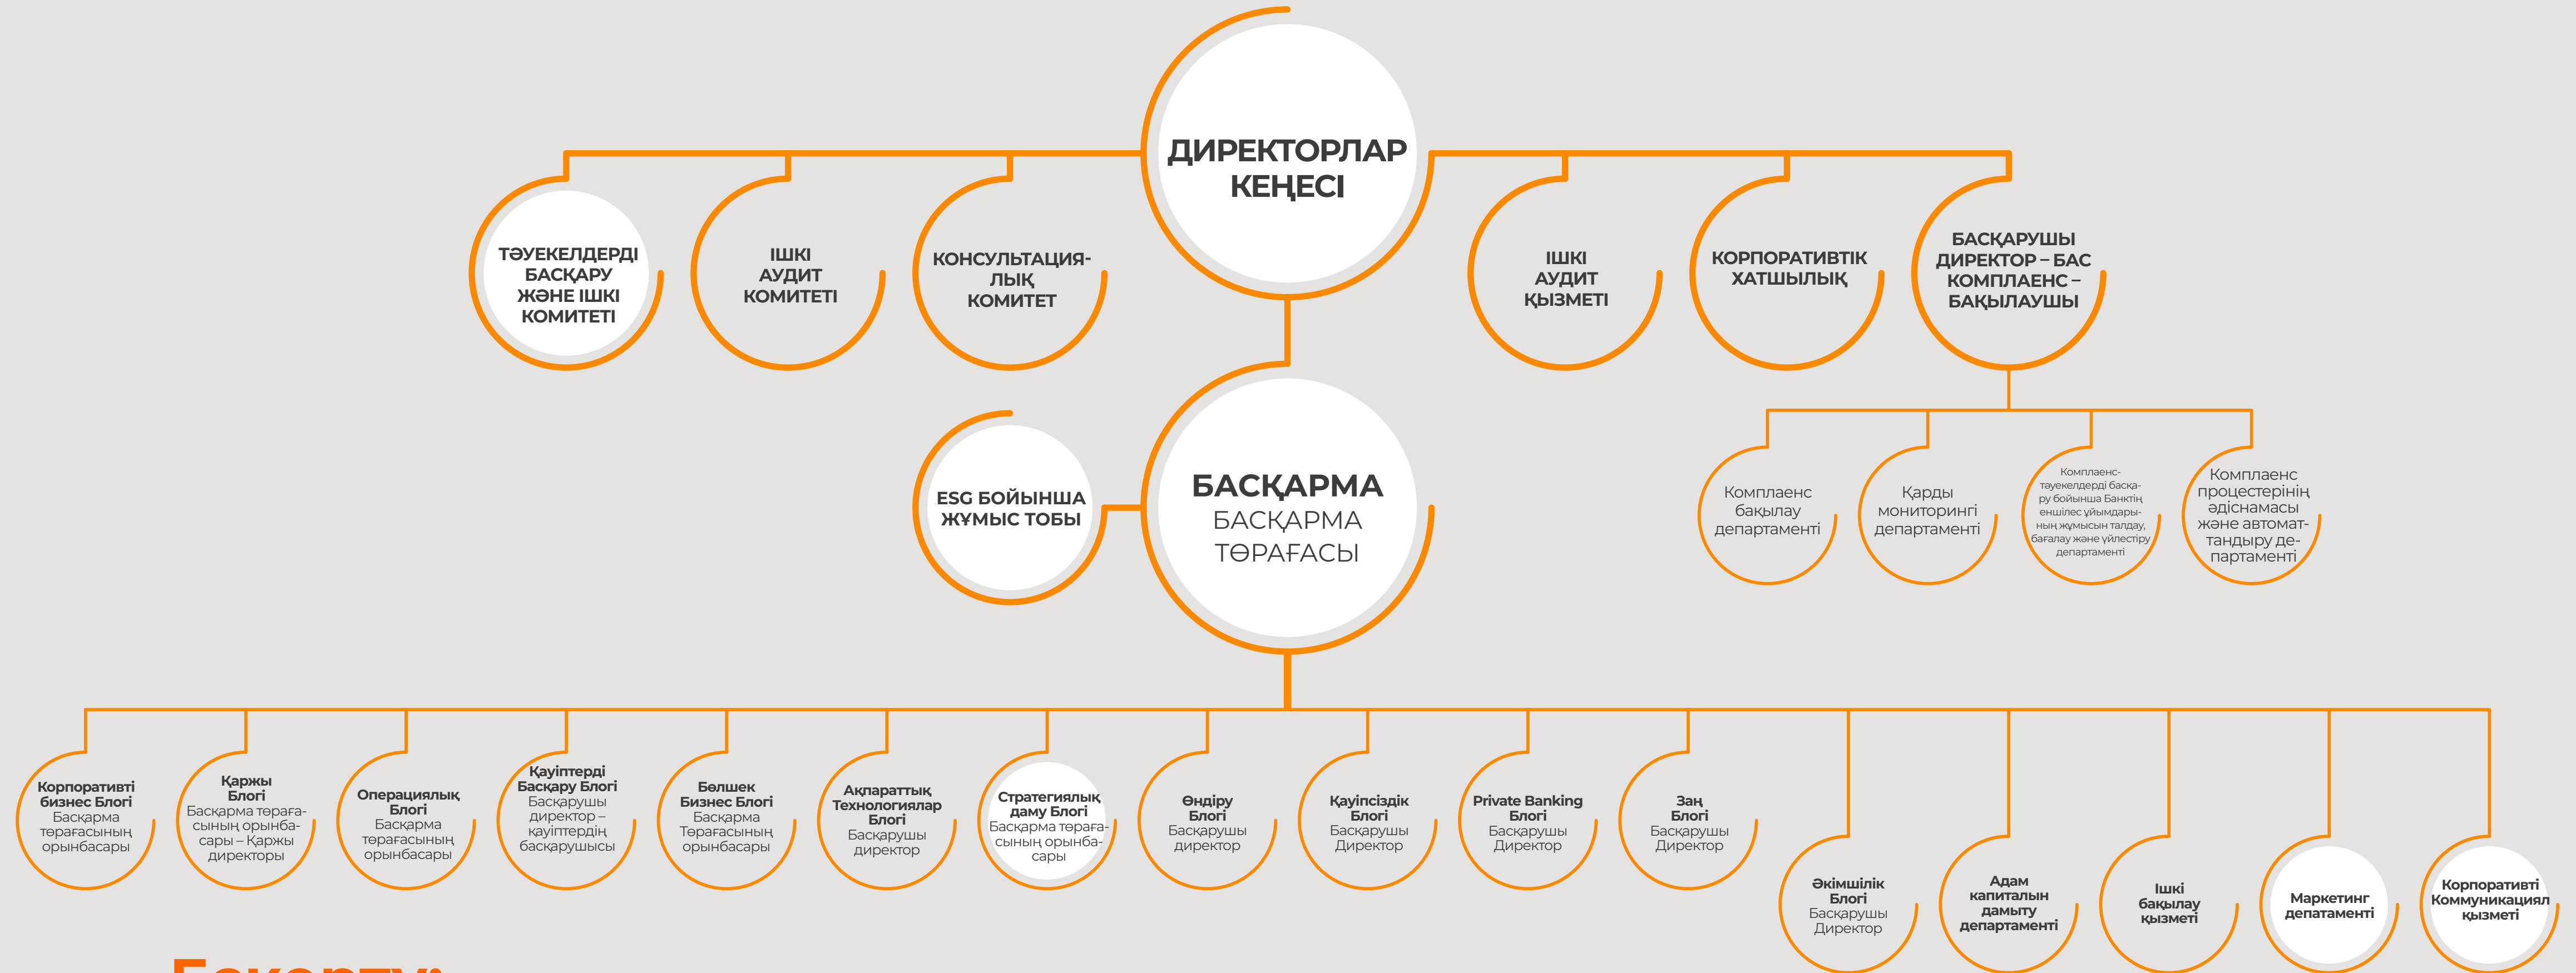 ДИРЕКТОРЛАР
КЕҢЕСІ
ТӘУЕКЕЛДЕРДІ
БАСҚАРУ
ЖӘНЕ ІШКІ
КОМИТЕТІ
ІШКІ
АУДИТ
КОМИТЕТІ
КОНСУЛЬТАЦИЯ-
ЛЫҚ
КОМИТЕТ
ІШКІ
АУДИТ
ҚЫЗМЕТІ
КОРПОРАТИВТІК
ХАТШЫЛЫҚ
БАСҚАРУШЫ
ДИРЕКТОР – БАС
КОМПЛАЕНС –
БАҚЫЛАУШЫ
ESG БОЙЫНША
ЖҰМЫС ТОБЫ
БАСҚАРМА
БАСҚАРМА
ТӨРАҒАСЫ
Комплаенс
бақылау
департаменті
Қарды
мониторингі
департаменті
Комплаенс-
тәуекелдерді басқа-
ру бойынша Банктің
еншілес ұйымдары-
ның жұмысын талдау,
бағалау және үйлестіру
департаменті
Комплаенс
процестерінің
әдіснамасы
және автомат-
тандыру де-
партаменті
Корпоративті
бизнес Блогі
Басқарма
төрағасының
орынбасары
Қаржы
Блогі
Басқарма төраға-
сының орынба-
сары – Қаржы
директоры
Операциялық
Блогі
Басқарма
төрағасының
орынбасары
Қауіптерді
Басқару Блогі
Басқарушы
директор –
қауіптердің
басқарушысы
Бөлшек
Бизнес Блогі
Басқарма
Төрағасының
орынбасары
Ақпараттық
Технологиялар
Блогі
Басқарушы
директор
Стратегиялық
даму Блогі
Басқарма төраға-
сының орынба-
сары
Өндіру
Блогі
Басқарушы
директор
Қауіпсіздік
Блогі
Басқарушы
Директор
Private Banking
Блогі
Басқарушы
Директор
Заң
Блогі
Басқарушы
Директор
Әкімшілік
Блогі
Басқарушы
Директор
Адам
капиталын
дамыту
департаменті
Ішкі
бақылау
қызметі
Маркетинг
депатаменті
Корпоративті
Коммуникациял
қызметі